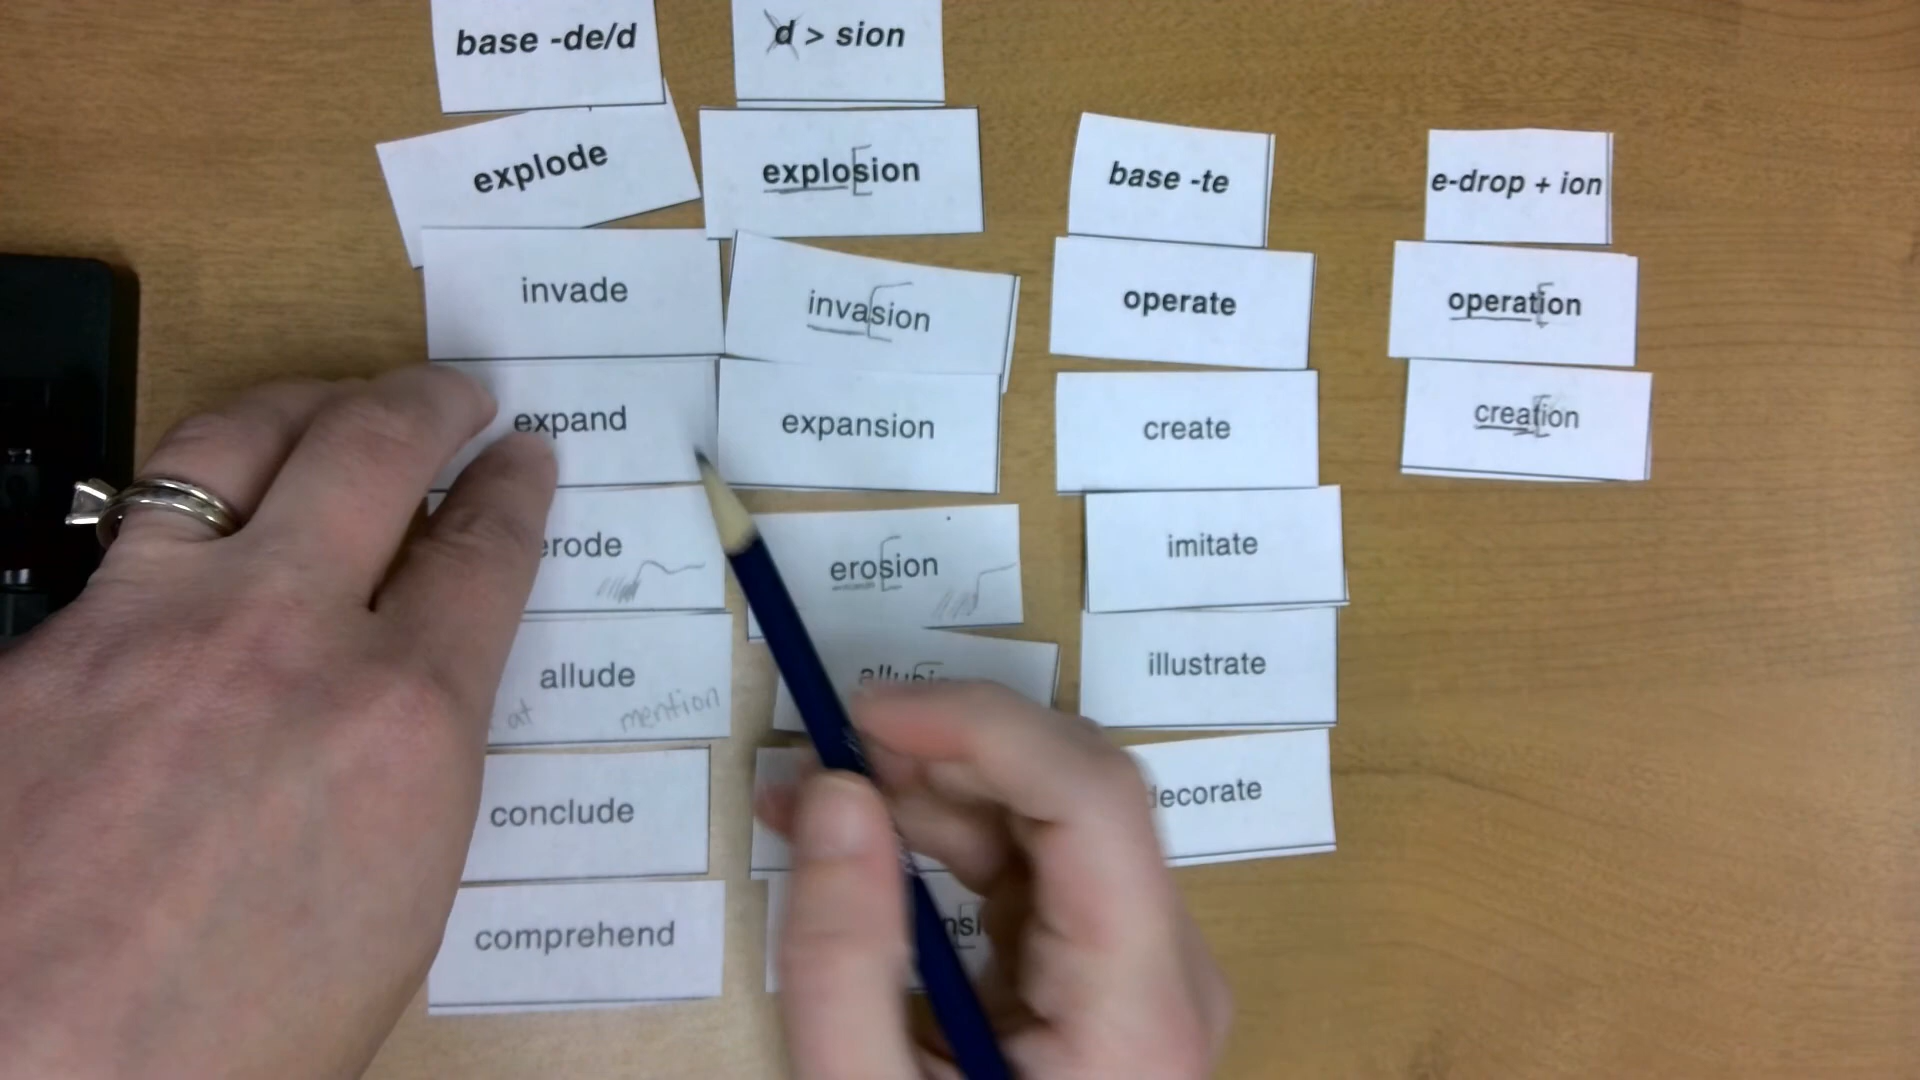 base -de/d
d > sion
explode
explosion
base -te
e-drop + ion
invade
invasion
operate
operation
expand
expansion
create
creation
erode
erosion
imitate
allude
illustrate
at mention
conclude
decorate
comprehend